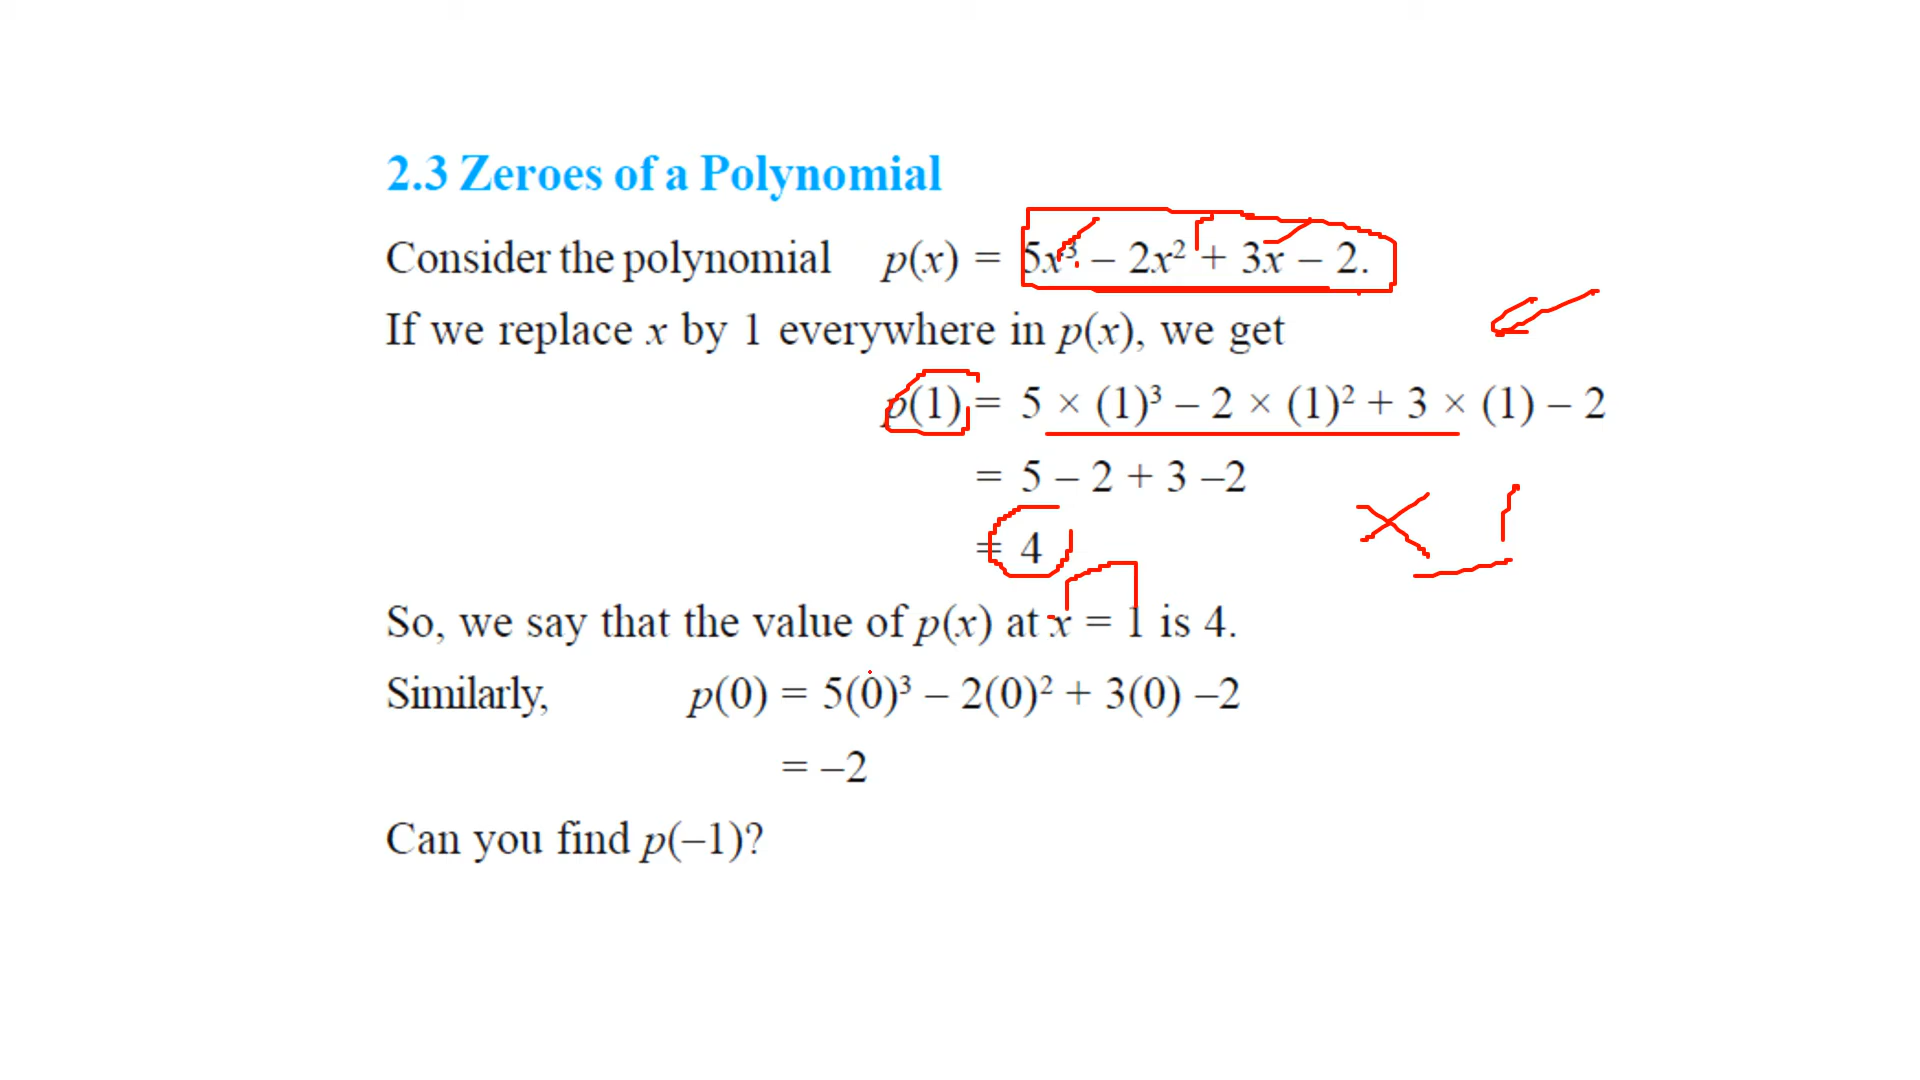 2.3 Zeroes of a Polynomial
Consider the polynomial p(x) = 5x³ – 2x² + 3x – 2.
If we replace x by 1 everywhere in p(x), we get
p(1) = 5 × (1)³ – 2 × (1)² + 3 × (1) – 2
= 5 – 2 + 3 –2
= 4
So, we say that the value of p(x) at x = 1 is 4.
Similarly, p(0) = 5(0)³ – 2(0)² + 3(0) –2
= –2
Can you find p(–1)?